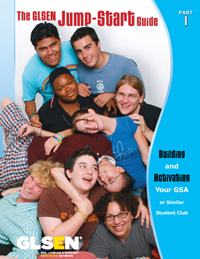 The GLSEN Jump-Start Guide
PART
1
Building
and
Activating
Your GSA
or Similar
Student Club
GLSEN